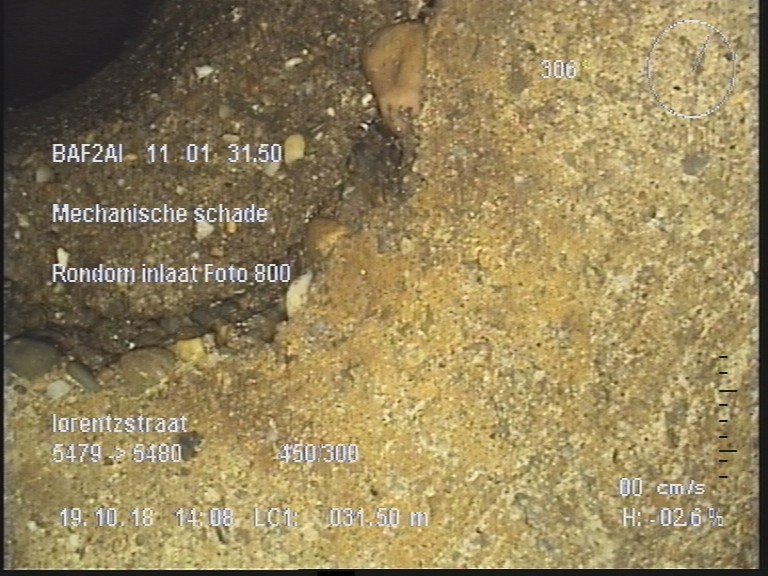 306°
BAF2AI 11 01 31.50
Mechanische schade
Rondom inlaat Foto 800
lorentzstraat
5479 -> 5480 450/300
00 cm/s
19.10.18 14:08 LC1: 031.50 m H: -02.6 %